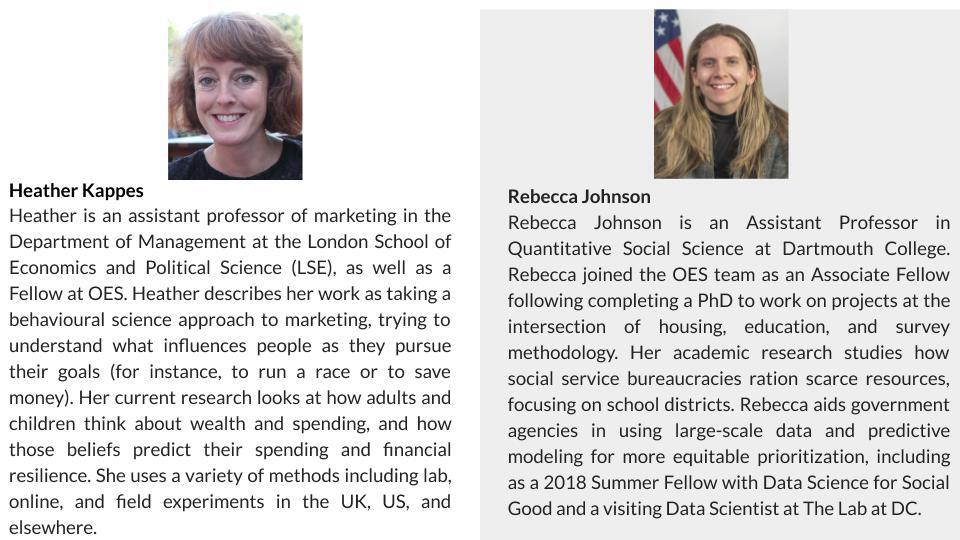 Heather Kappes
Heather is an assistant professor of marketing in the
Department of Management at the London School of
Economics and Political Science (LSE), as well as a
Fellow at OES. Heather describes her work as taking a
behavioural science approach to marketing, trying to
understand what influences people as they pursue
their goals (for instance, to run a race or to save
money). Her current research looks at how adults and
children think about wealth and spending, and how
those beliefs predict their spending and financial
resilience. She uses a variety of methods including lab,
online, and field experiments in the UK, US, and
elsewhere.
Rebecca Johnson
Rebecca Johnson is an Assistant Professor in
Quantitative Social Science at Dartmouth College.
Rebecca joined the OES team as an Associate Fellow
following completing a PhD to work on projects at the
intersection of housing, education, and survey
methodology. Her academic research studies how
social service bureaucracies ration scarce resources,
focusing on school districts. Rebecca aids government
agencies in using large-scale data and predictive
modeling for more equitable prioritization, including
as a 2018 Summer Fellow with Data Science for Social
Good and a visiting Data Scientist at The Lab at DC.